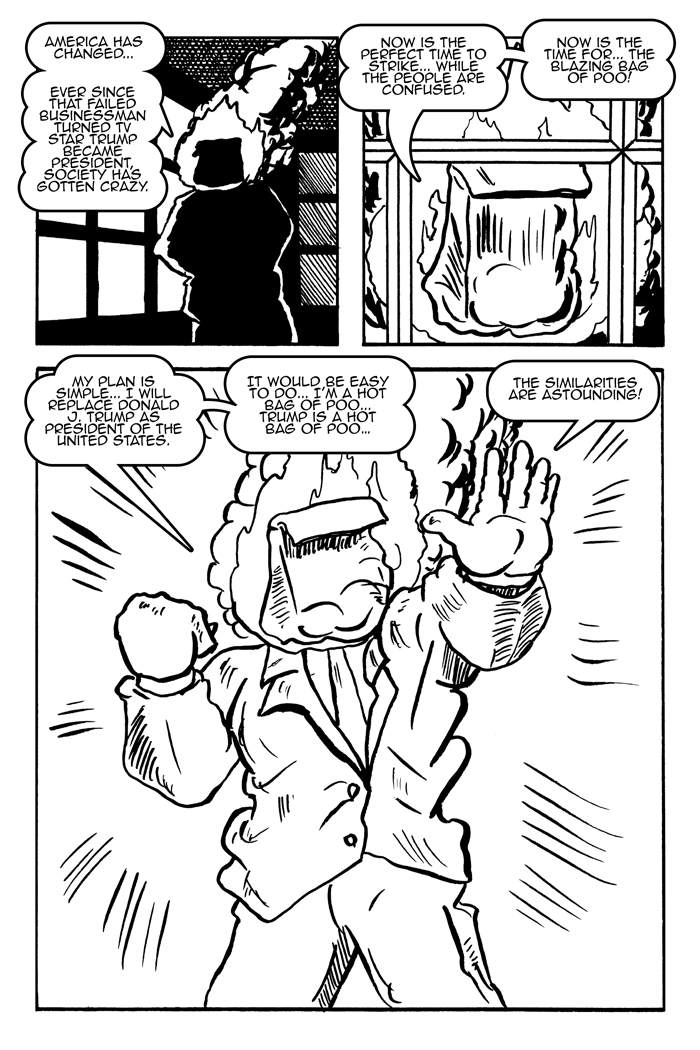 AMERICA HAS
CHANGED...
EVER SINCE
THAT FAILED
BUSINESSMAN
TURNED TV
STAR TRUMP
BECAME
PRESIDENT,
SOCIETY HAS
GOTTEN CRAZY.
NOW IS THE
PERFECT TIME TO
STRIKE... WHILE
THE PEOPLE ARE
CONFUSED.
NOW IS THE
TIME FOR... THE
BLAZING BAG
OF POO!
MY PLAN IS
SIMPLE... I WILL
REPLACE DONALD
J. TRUMP AS
PRESIDENT OF THE
UNITED STATES.
IT WOULD BE EASY
TO DO... I'M A HOT
BAG OF POO...
TRUMP IS A HOT
BAG OF POO...
THE SIMILARITIES
ARE ASTOUNDING!